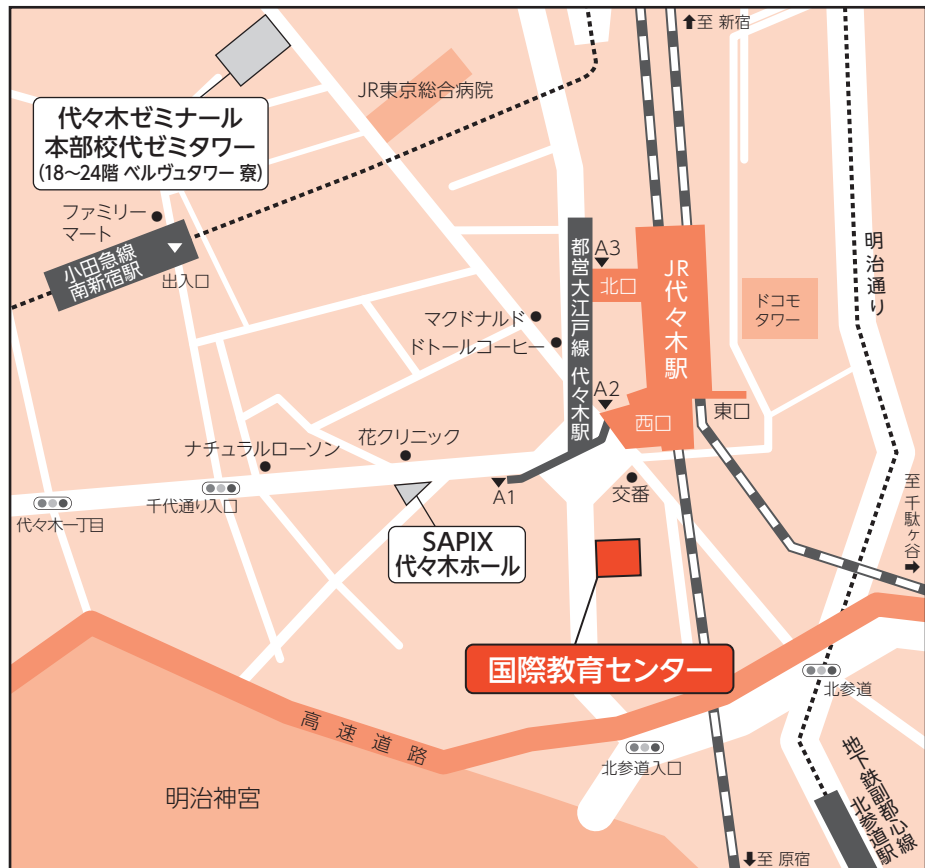 ⬆至 新宿
JR東京総合病院
代々木ゼミナール
本部校代ゼミタワー
(18〜24階 ベルヴュタワー 寮)
ファミリー
マート
小田急線
南新宿駅
出入口
明治通り
A3
北口
JR代々木駅
都営大江戸線 代々木駅
ドコモ
タワー
マクドナルド
ドトールコーヒー
A2
西口
東口
花クリニック
ナチュラルローソン
A1
交番
至 千駄ヶ谷➡
代々木一丁目
千代通り入口
SAPIX
代々木ホール
国際教育センター
北参道
高速道路
北参道入口
地下鉄副都心線
北参道駅
明治神宮
⬇至 原宿